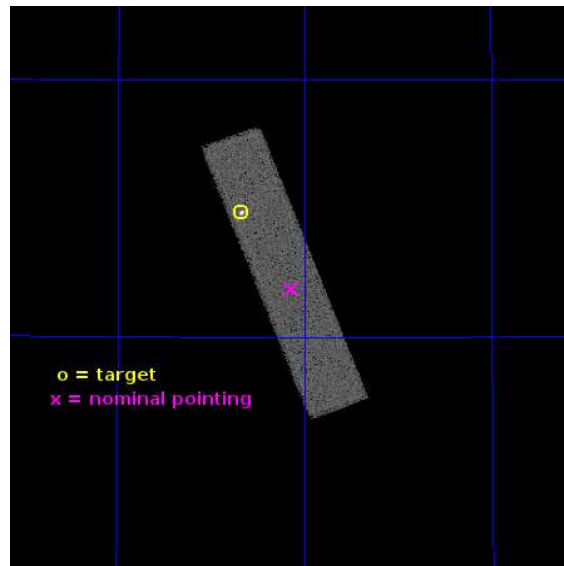 o = target
x = nominal pointing